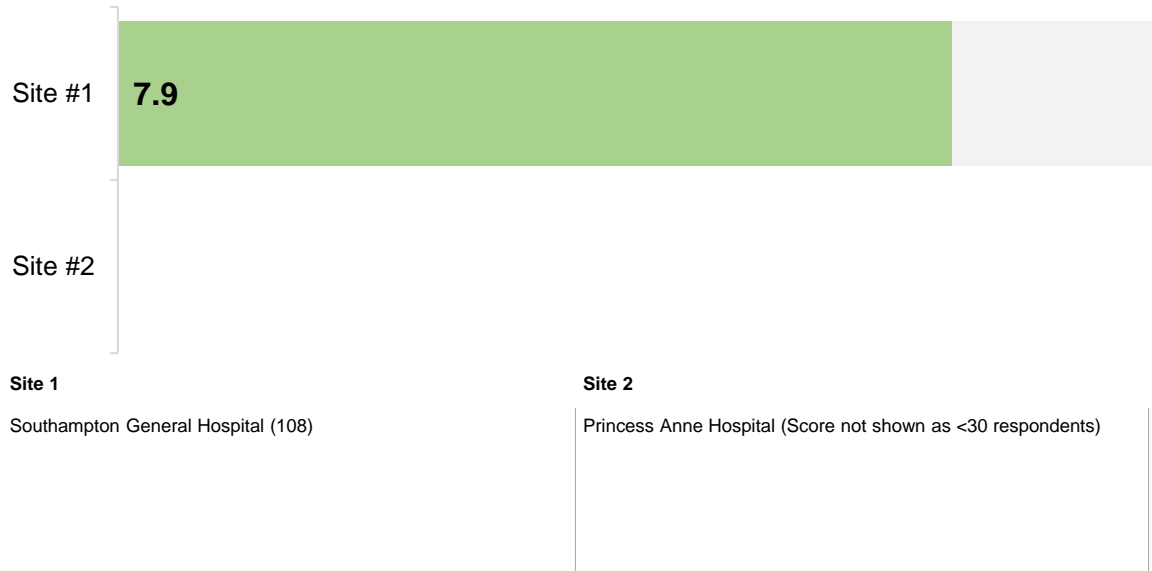 Site #1
7.9
Site #2
Site 1
Site 2
Southampton General Hospital (108)
Princess Anne Hospital (Score not shown as <30 respondents)